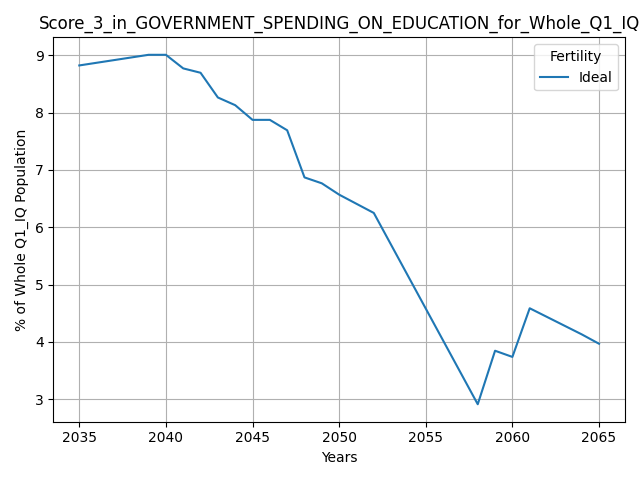 Score_3_in_GOVERNMENT_SPENDING_ON_EDUCATION_for_Whole_Q1_IQ
Fertility
Ideal
9
8
7
6
5
4
3
% of Whole Q1_IQ Population
2035 2040 2045 2050 2055 2060 2065
Years